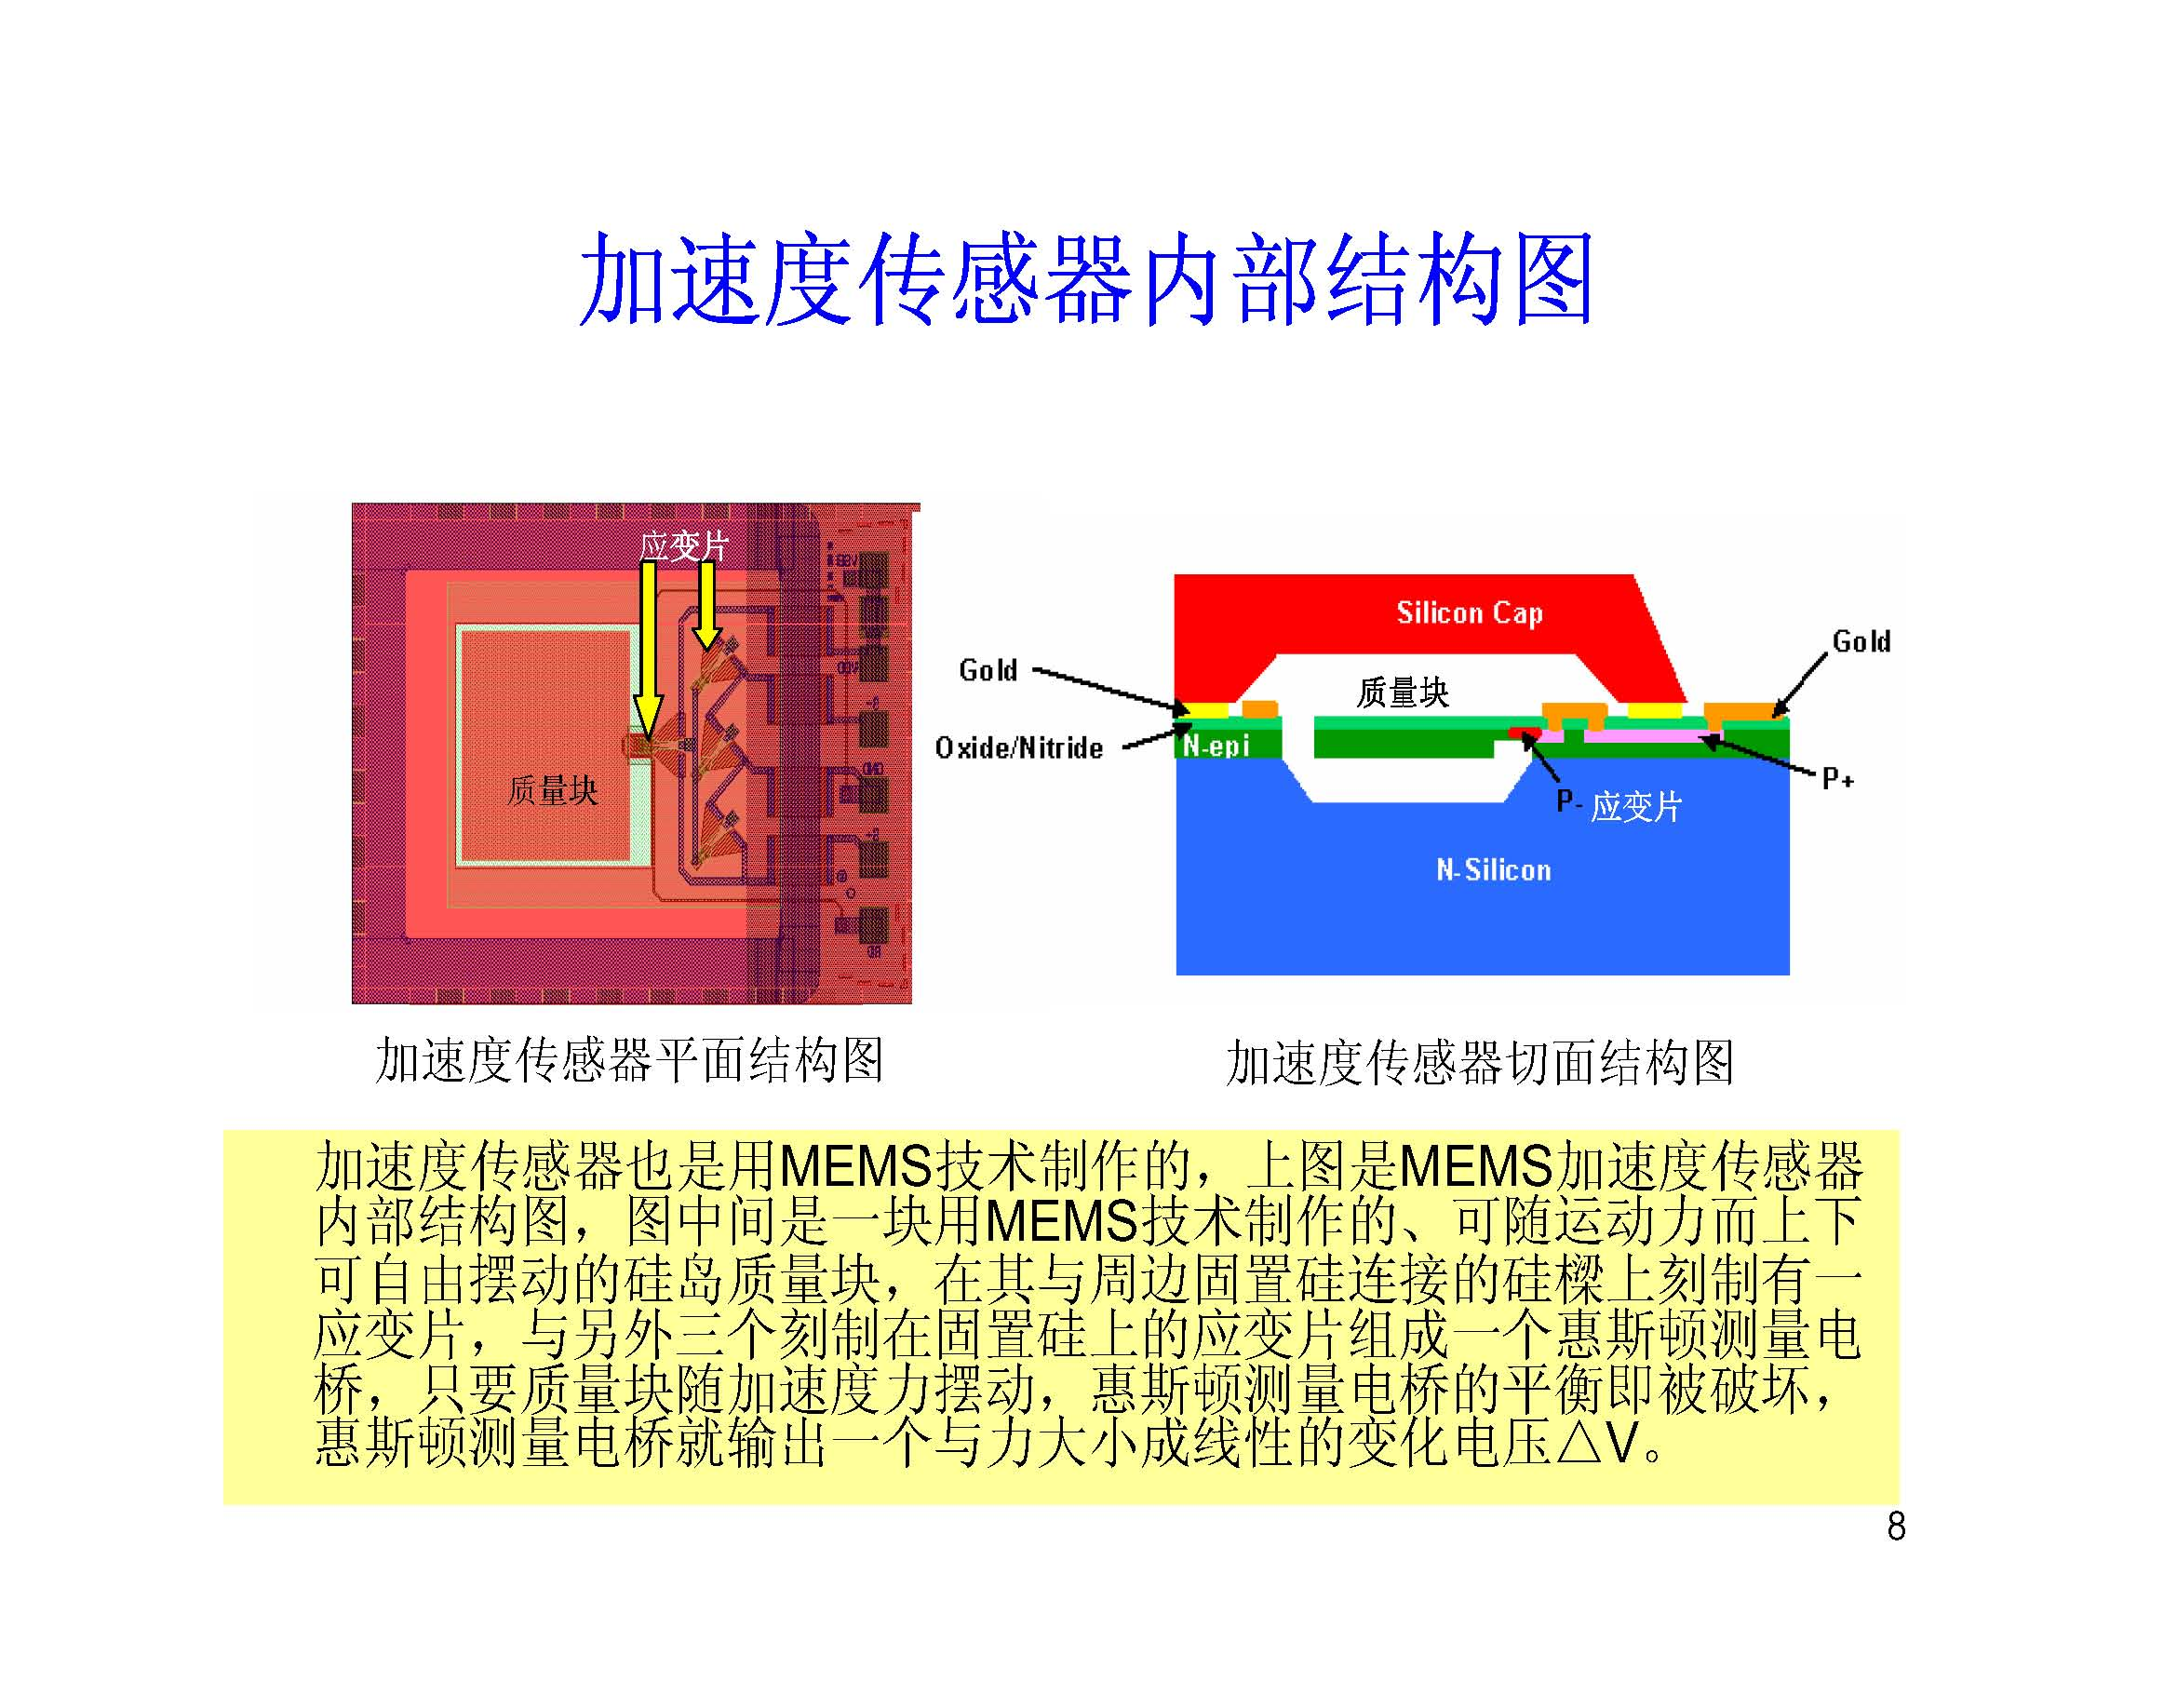 加速度传感器内部结构图
应变片
质量块
VDD
GND
Silicon Cap
Gold
Gold
质量块
Oxide/Nitride
N-epi
P+
P- 应变片
N-Silicon
加速度传感器平面结构图
加速度传感器切面结构图
加速度传感器也是用MEMS技术制作的，上图是MEMS加速度传感器
内部结构图，图中间是一块用MEMS技术制作的、可随运动力而上下
可自由摆动的硅岛质量块，在其与周边固置硅连接的硅樑上刻制有一
应变片，与另外三个刻制在固置硅上的应变片组成一个惠斯顿测量电
桥，只要质量块随加速度力摆动，惠斯顿测量电桥的平衡即被破坏，
惠斯顿测量电桥就输出一个与力大小成线性的变化电压△V。
8